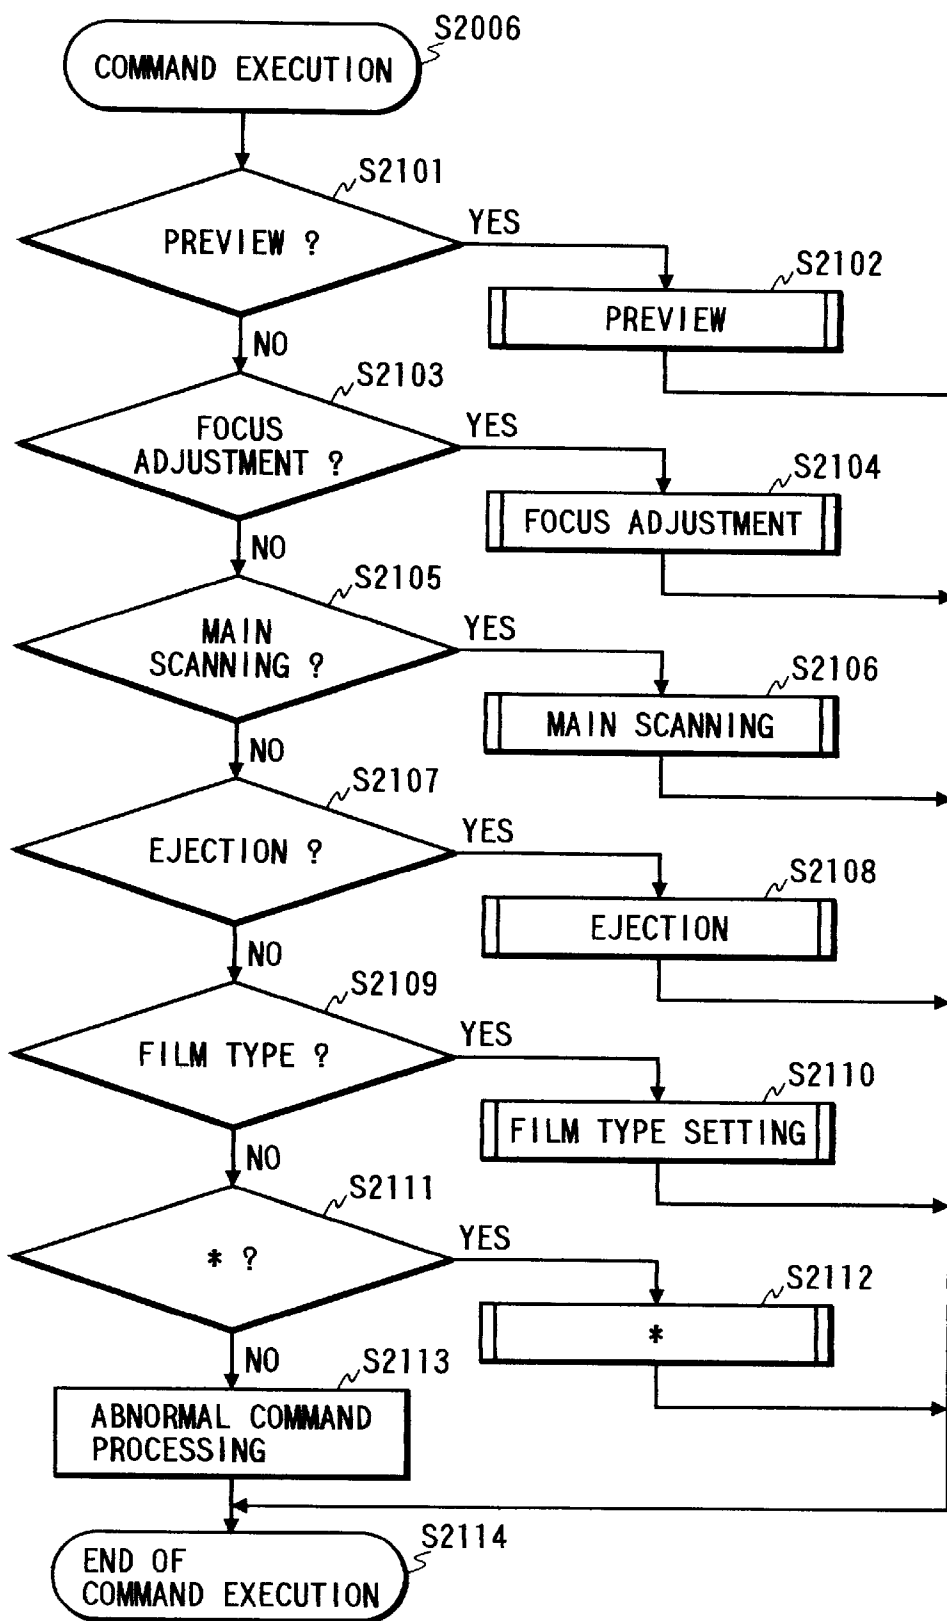 S2006
COMMAND EXECUTION
S2101
PREVIEW ?
YES
S2102
PREVIEW
NO
S2103
FOCUS
ADJUSTMENT ?
YES
S2104
FOCUS ADJUSTMENT
NO
S2105
MAIN
SCANNING ?
YES
S2106
MAIN SCANNING
NO
S2107
EJECTION ?
YES
S2108
EJECTION
NO
S2109
FILM TYPE ?
YES
S2110
FILM TYPE SETTING
NO
S2111
* ?
YES
S2112
*
NO
S2113
ABNORMAL COMMAND
PROCESSING
S2114
END OF
COMMAND EXECUTION